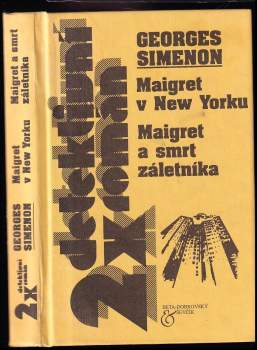 GEORGES
SIMENON
Maigret
v New Yorku
Maigret
a smrt
záletníka
2x detektivní
román
BETA-DOBROVSKÝ
& ŠEVČÍK
2x detektivní
román
GEORGES
SIMENON
Maigret
v New Yorku
Maigret a smrt
záletníka